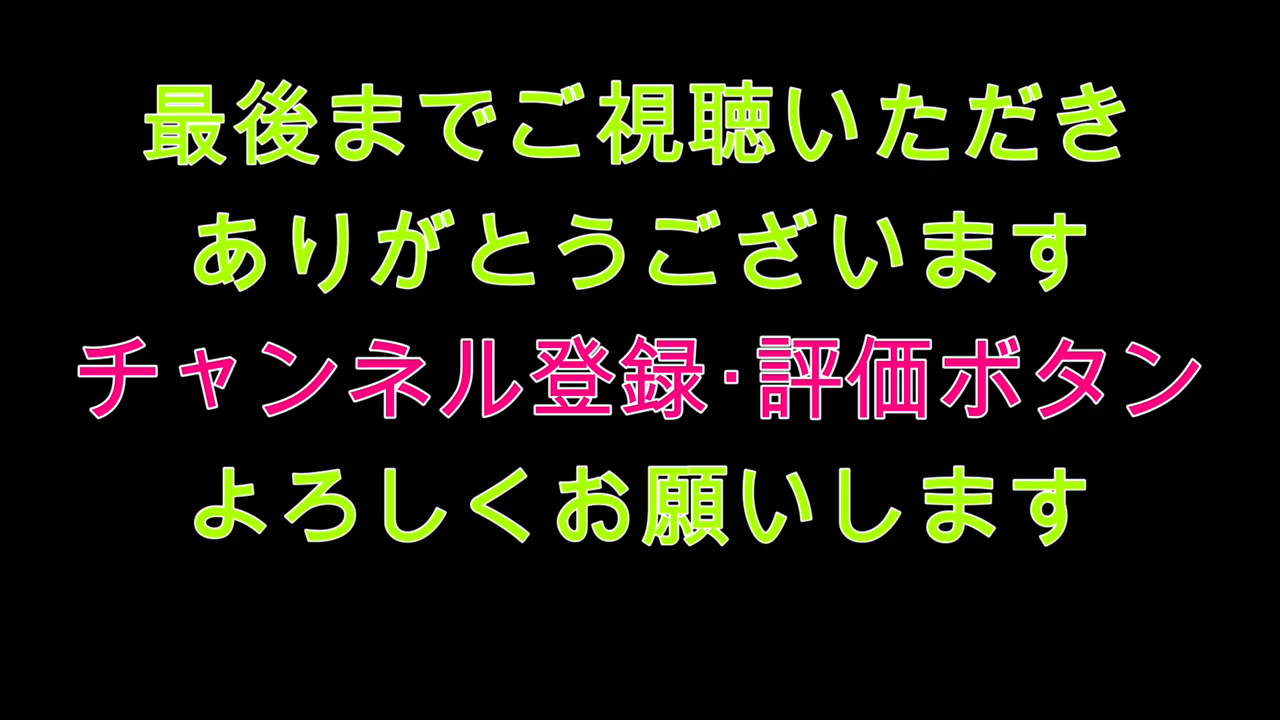 最後までご視聴いただき
ありがとうございます
チャンネル登録･評価ボタン
よろしくお願いします